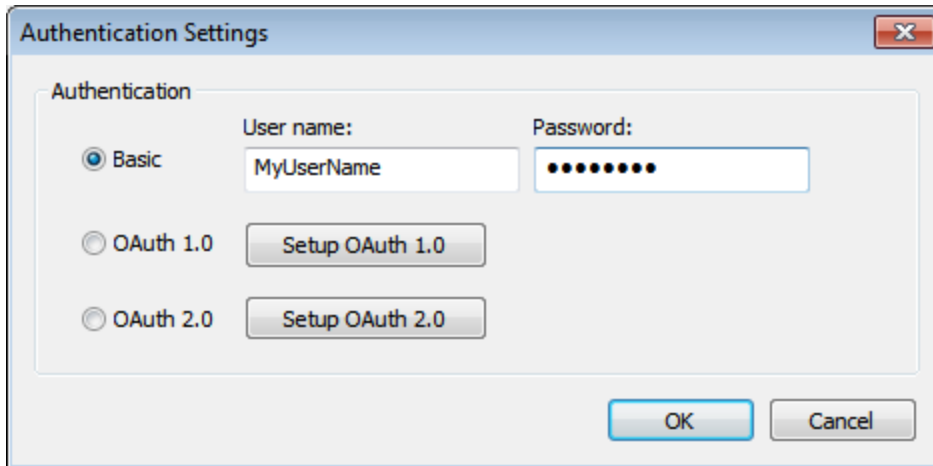 Authentication Settings
Authentication
User name: Password:
Basic MyUserName ••••••••
OAuth 1.0 Setup OAuth 1.0
OAuth 2.0 Setup OAuth 2.0
OK Cancel